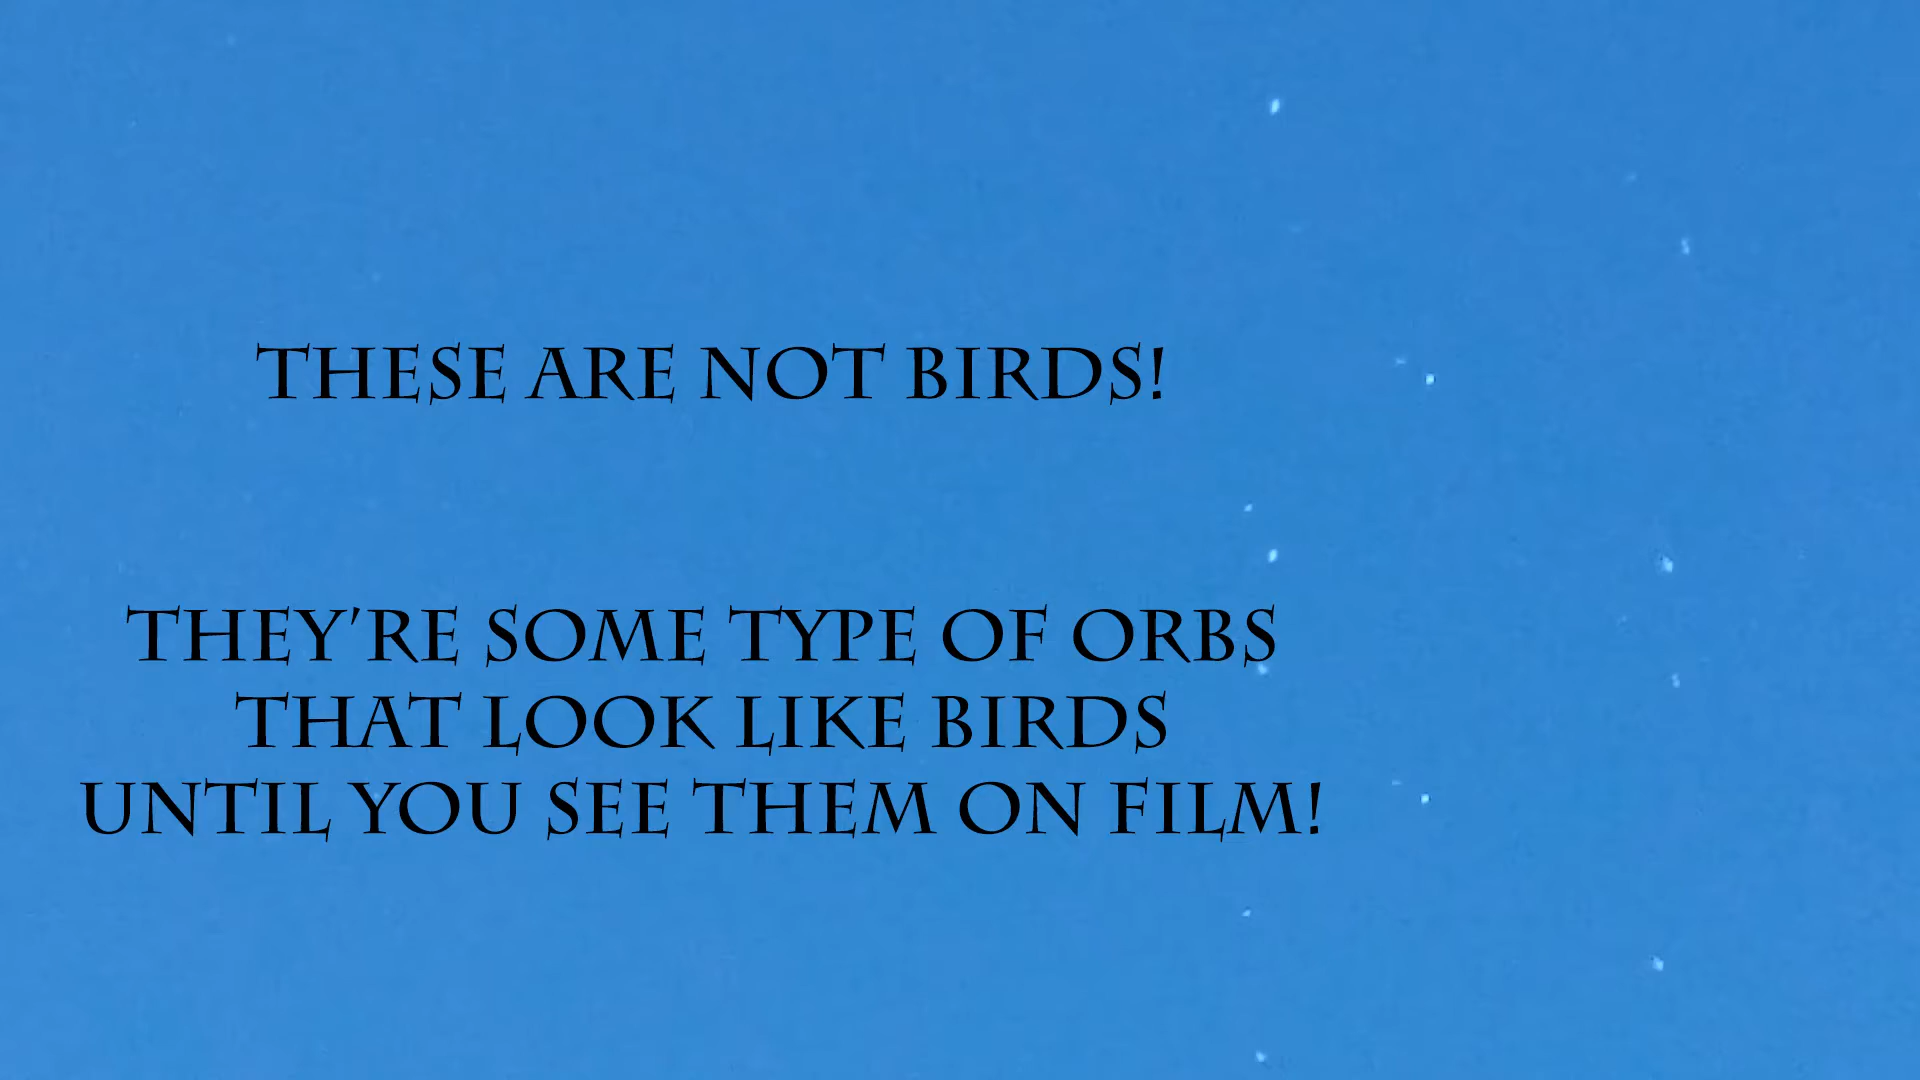 THESE ARE NOT BIRDS!
THEY'RE SOME TYPE OF ORBS
THAT LOOK LIKE BIRDS
UNTIL YOU SEE THEM ON FILM!